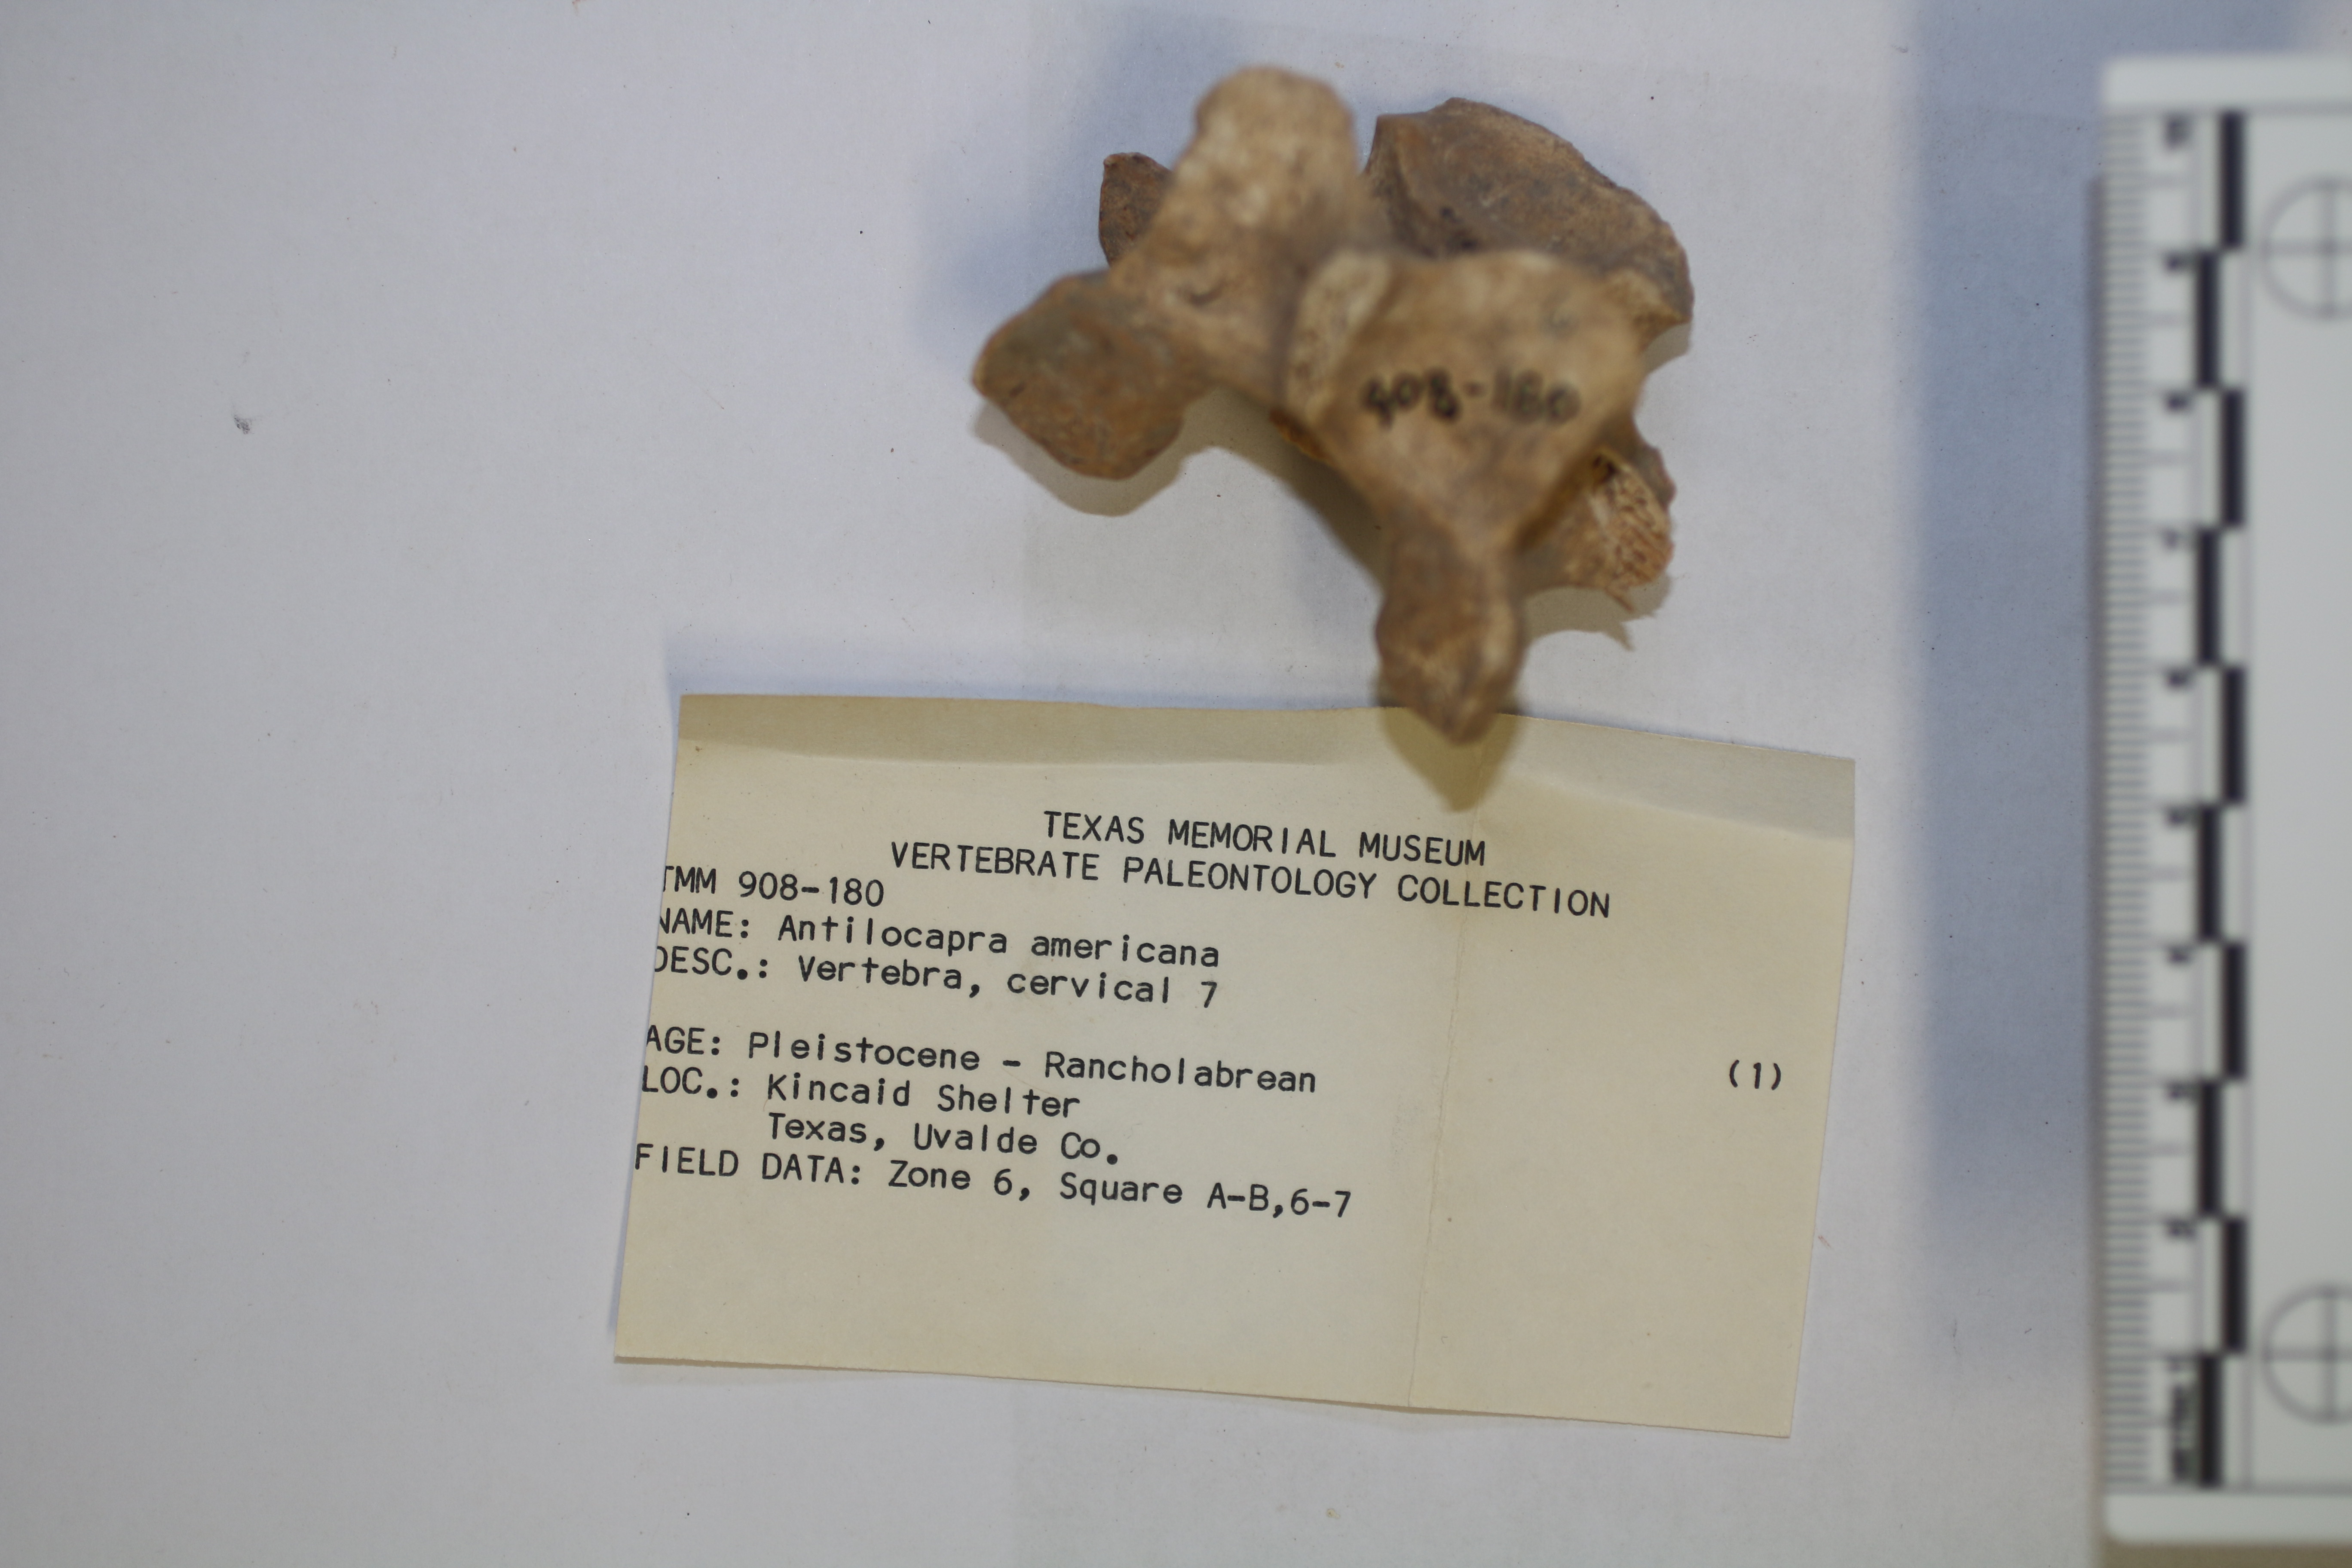 908-180
TEXAS MEMORIAL MUSEUM
VERTEBRATE PALEONTOLOGY COLLECTION
TMM 908-180
NAME: Antilocapra americana
DESC.: Vertebra, cervical 7
AGE: Pleistocene - Rancholabrean
(1)
LOC.: Kincaid Shelter
Texas, Uvalde Co.
FIELD DATA: Zone 6, Square A-B,6-7